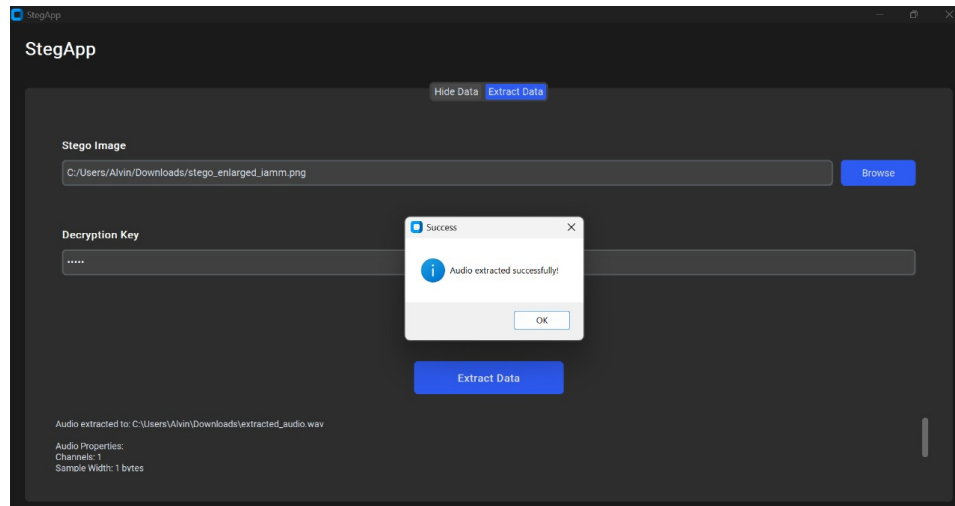 StegApp
StegApp
Hide Data Extract Data
Stego Image
C:/Users/Alvin/Downloads/stego_enlarged_iamm.png
Browse
Decryption Key
•••••
Success
Audio extracted successfully!
OK
Extract Data
Audio extracted to: C:\Users\Alvin\Downloads\extracted_audio.wav
Audio Properties:
Channels: 1
Sample Width: 1 bytes